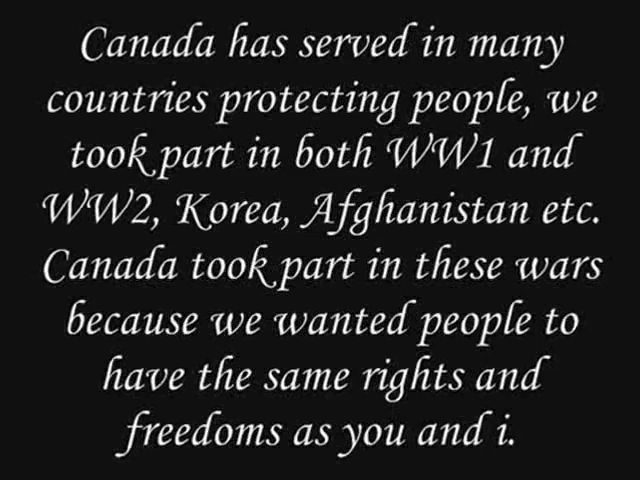 Canada has served in many
countries protecting people, we
took part in both WW1 and
WW2, Korea, Afghanistan etc.
Canada took part in these wars
because we wanted people to
have the same rights and
freedoms as you and i.